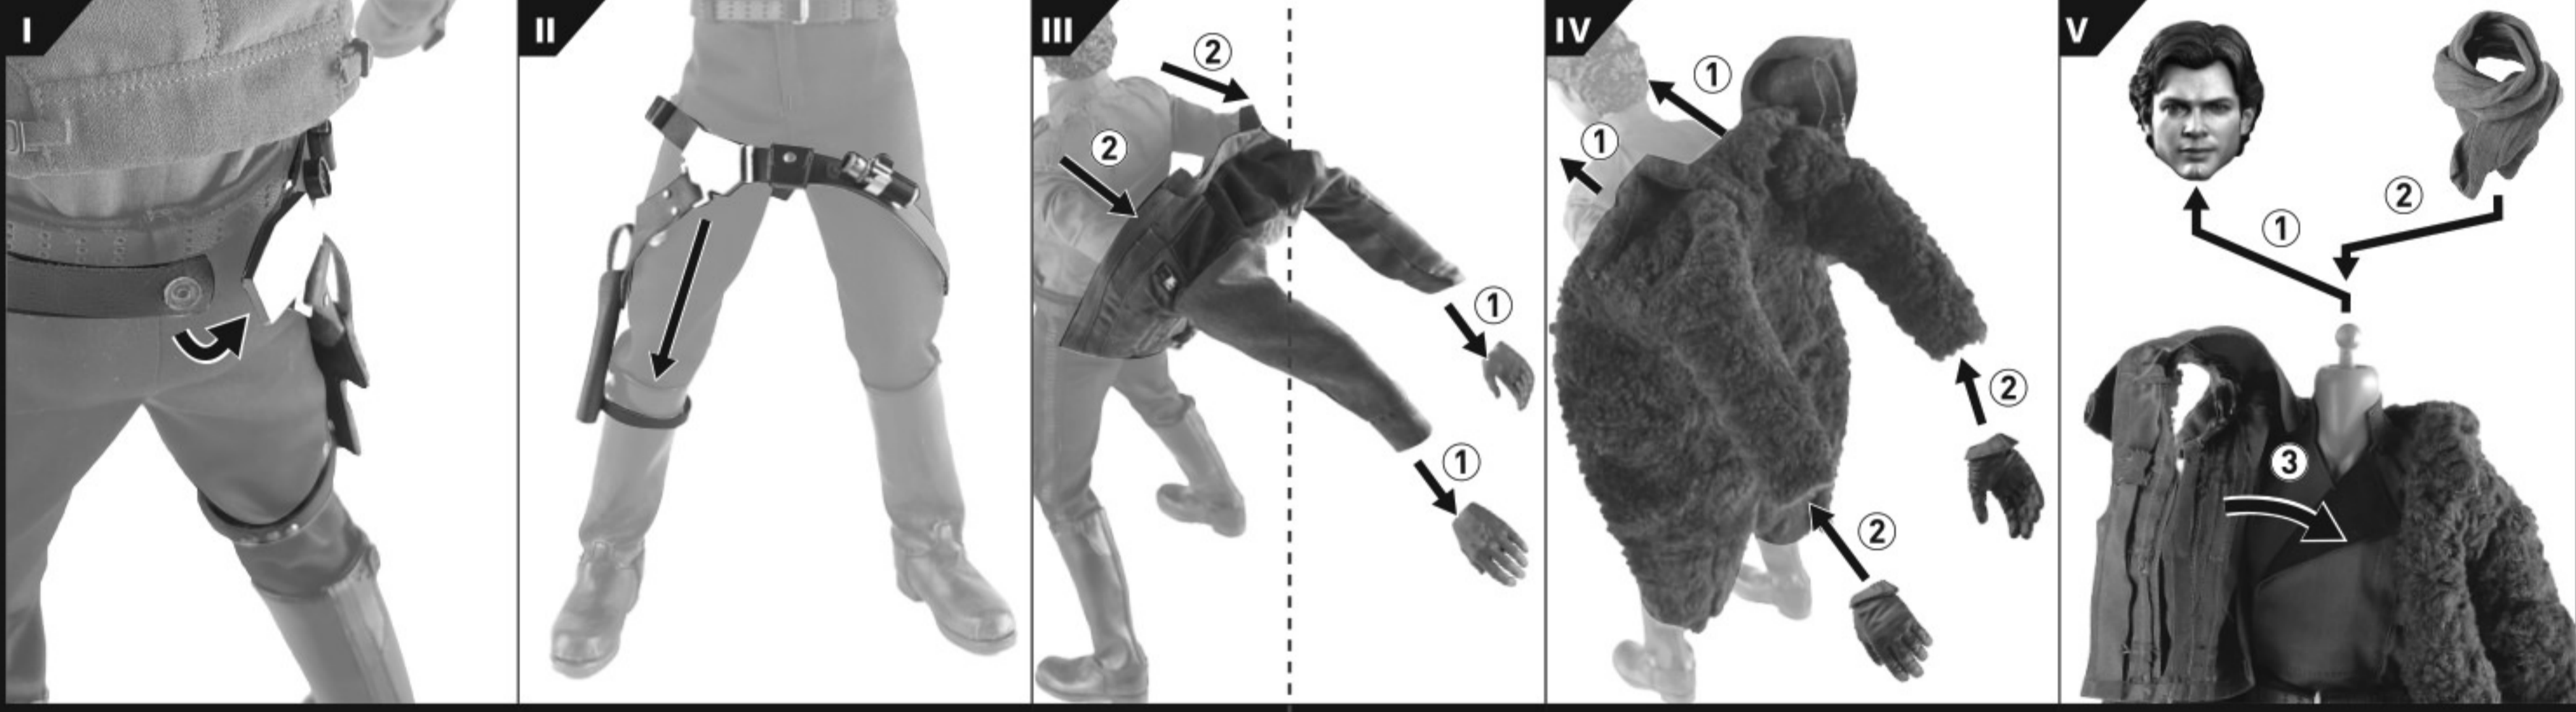 I
II
III
IV
V
②
②
①
①
①
①
②
②
①
②
③